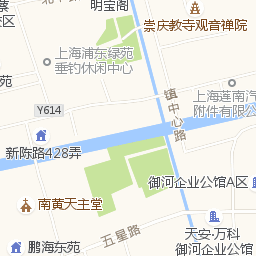 蔡
明宝阁
崇庆教寺观音禅院
上海浦东绿苑
垂钓休闲中心
苑
Y614
镇中心路
上海莲南汽
附件有限公
新陈路428弄
御河企业公馆A区
南黄天主堂
五星路
天安·万科
御河企业公馆
鹏海东苑